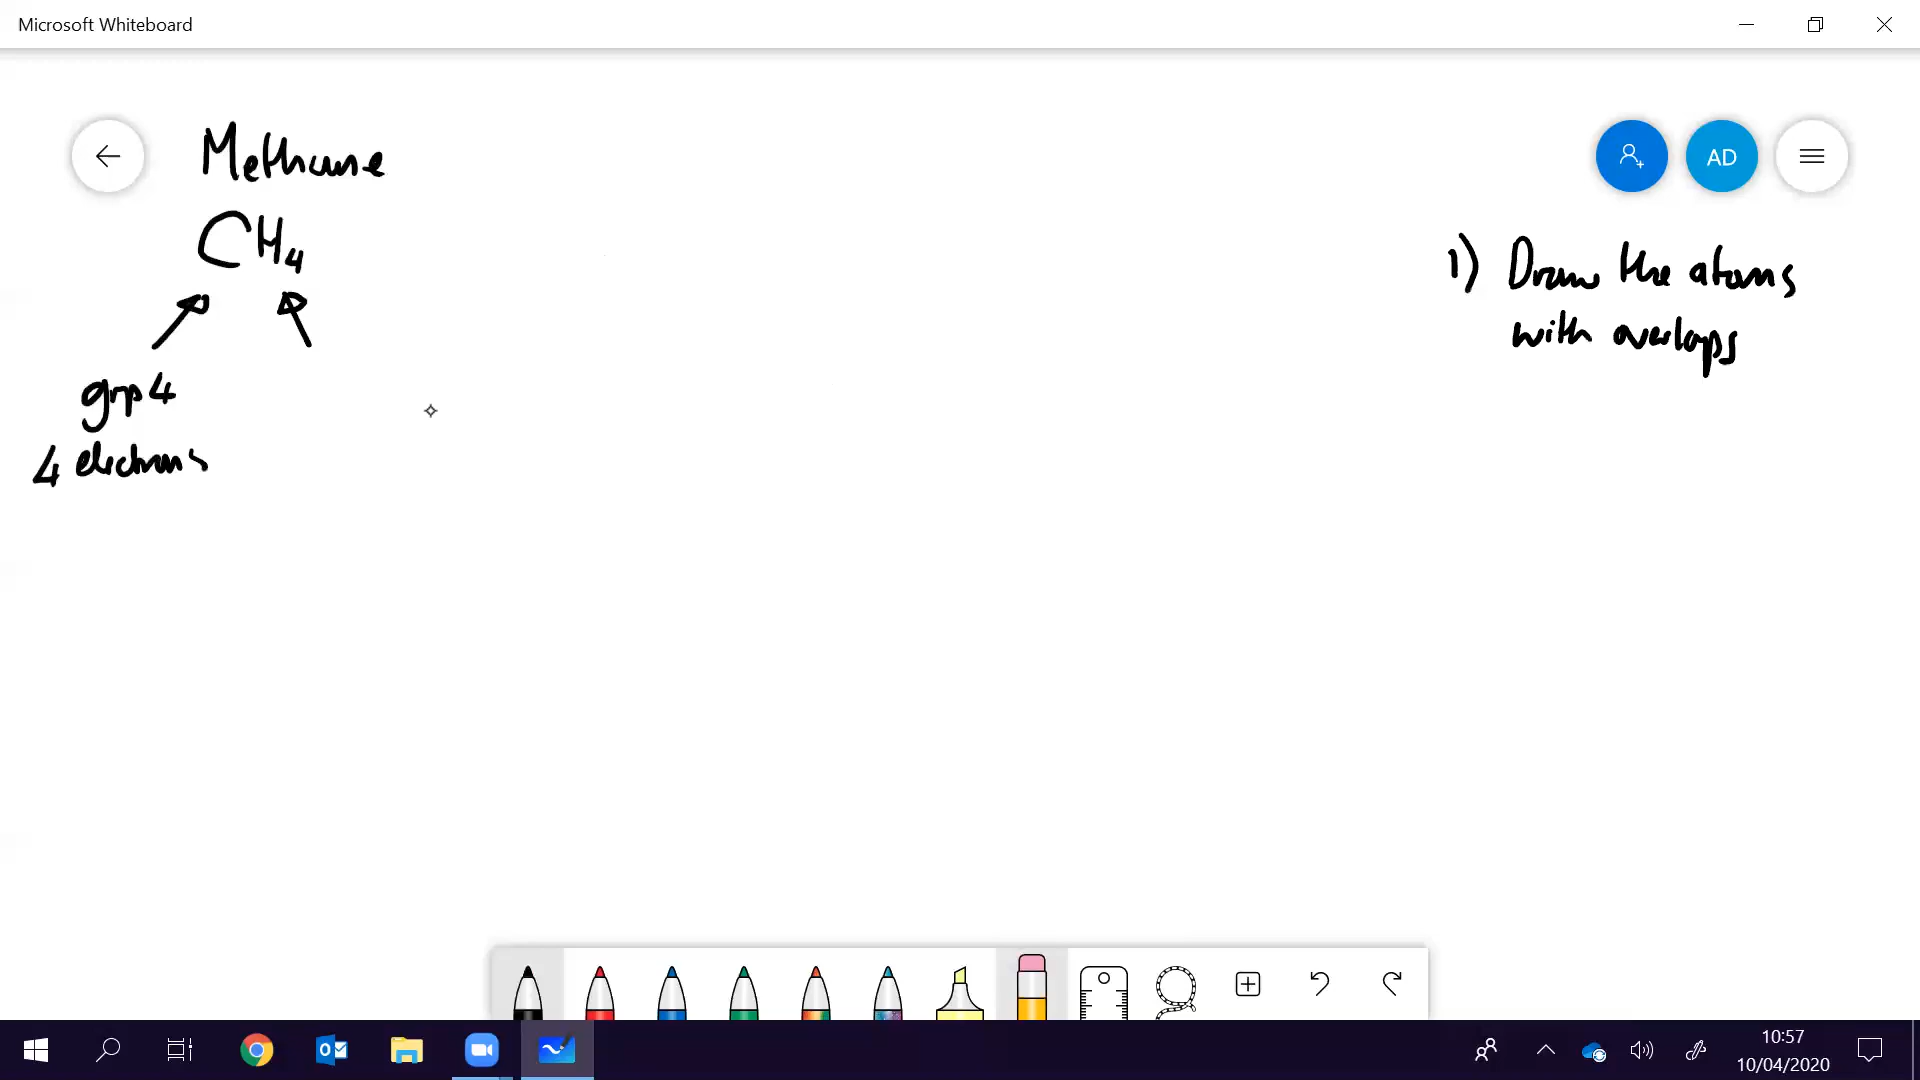 Microsoft Whiteboard
Methane
CH₄
grp 4
4 electrons
AD
1) Draw the atoms
with overlaps
10:57
10/04/2020